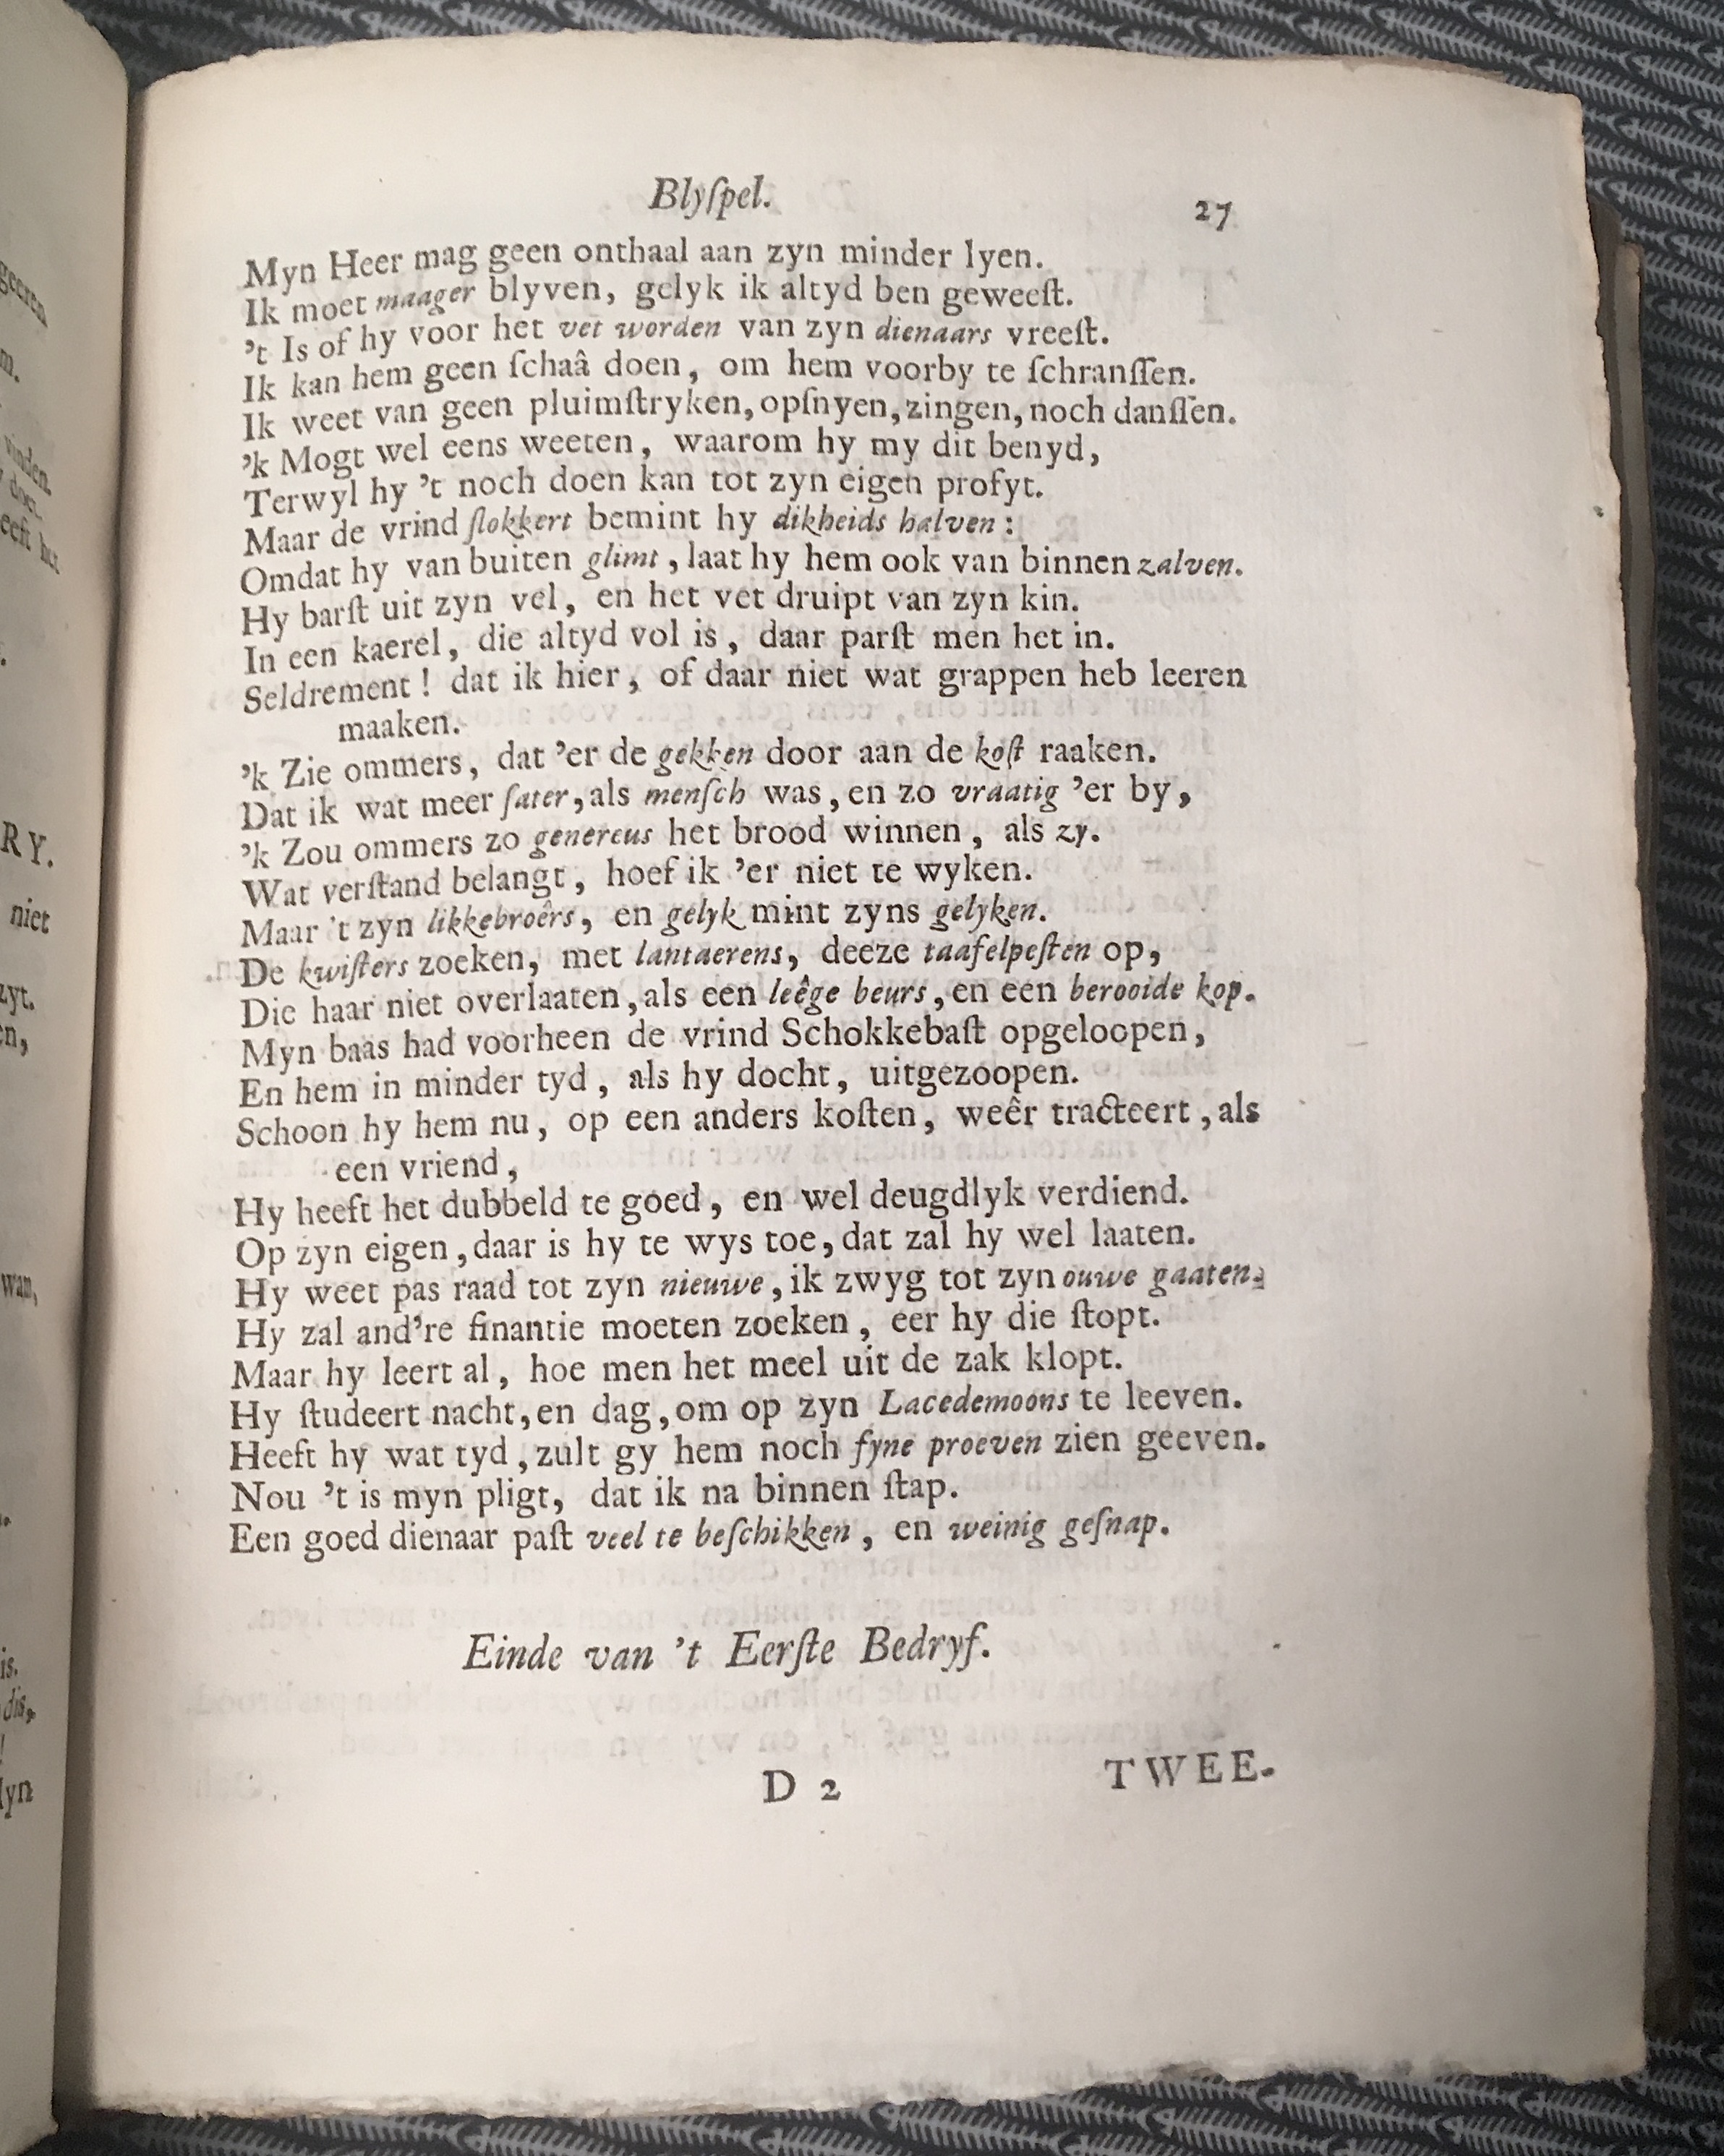 Blyſpel.
27
Myn Heer mag geen onthaal aan zyn minder lyen.
Ik moet maager blyven, gelyk ik altyd ben geweeſt.
't Is of hy voor het vet worden van zyn dienaars vreeſt.
Ik kan hem geen ſchaâ doen, om hem voorby te ſchranſſen.
Ik weet van geen pluimſtryken, opſnyen, zingen, noch danſſen.
'k Mogt wel eens weeten, waarom hy my dit benyd,
Terwyl hy 't noch doen kan tot zyn eigen profyt.
Maar de vrind ſlokkert bemint hy dikheids halven:
Omdat hy van buiten glimt, laat hy hem ook van binnen zalven.
Hy barſt uit zyn vel, en het vet druipt van zyn kin.
In een kaerel, die altyd vol is, daar parſt men het in.
Seldrement! dat ik hier, of daar niet wat grappen heb leeren
maaken.
'k Zie ommers, dat 'er de gekken door aan de koſt raaken.
Dat ik wat meer ſater, als menſch was, en zo vraatig 'er by,
'k Zou ommers zo genereus het brood winnen, als zy.
Wat verſtand belangt, hoef ik 'er niet te wyken.
Maar 't zyn likkebroêrs, en gelyk mint zyns gelyken.
De kwiſters zoeken, met lantaerens, deeze taafelpeſten op,
Die haar niet overlaaten, als een leêge beurs, en een berooide kop.
Myn baas had voorheen de vrind Schokkebaſt opgeloopen,
En hem in minder tyd, als hy docht, uitgezoopen.
Schoon hy hem nu, op een anders koſten, weêr tracteert, als
een vriend,
Hy heeft het dubbeld te goed, en wel deugdlyk verdiend.
Op zyn eigen, daar is hy te wys toe, dat zal hy wel laaten.
Hy weet pas raad tot zyn nieuwe, ik zwyg tot zyn ouwe gaaten.
Hy zal and're finantie moeten zoeken, eer hy die ſtopt.
Maar hy leert al, hoe men het meel uit de zak klopt.
Hy ſtudeert nacht, en dag, om op zyn Lacedemoons te leeven.
Heeft hy wat tyd, zult gy hem noch fyne proeven zien geeven.
Nou 't is myn pligt, dat ik na binnen ſtap.
Een goed dienaar paſt veel te beſchikken, en weinig geſnap.
Einde van 't Eerſte Bedryf.
D 2
TWEE-